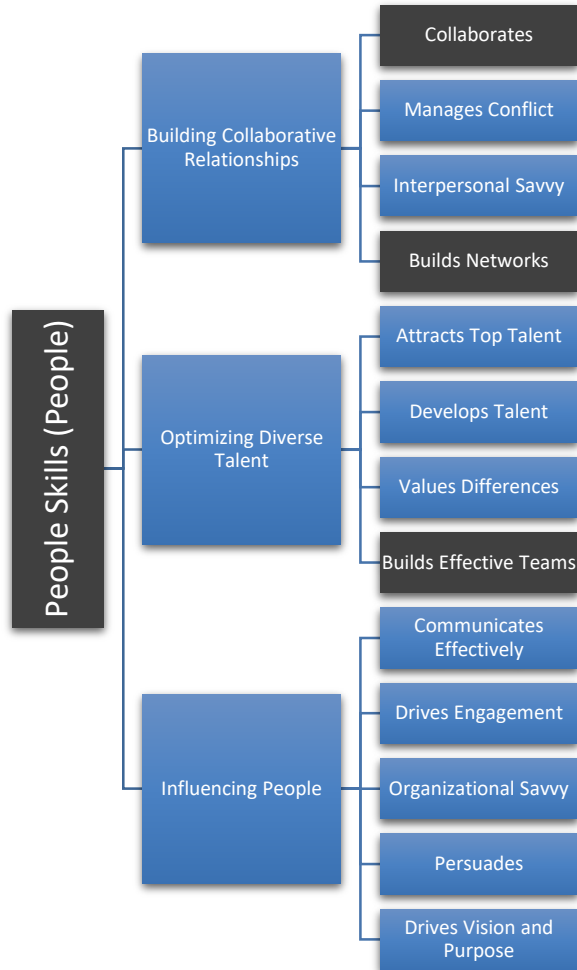 People Skills (People)
Building Collaborative
Relationships
Collaborates
Manages Conflict
Interpersonal Savvy
Builds Networks
Optimizing Diverse
Talent
Attracts Top Talent
Develops Talent
Values Differences
Builds Effective Teams
Influencing People
Communicates
Effectively
Drives Engagement
Organizational Savvy
Persuades
Drives Vision and
Purpose